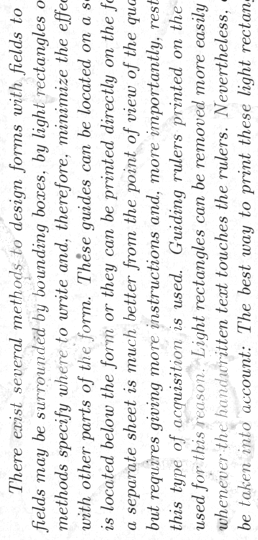 There exist several methods to design forms with fields to
fields may be surrounded by bounding boxes, by light rectangles o
methods specify where to write and, therefore, minimize the effec
with other parts of the form. These guides can be located on a s
is located below the form or they can be printed directly on the fo
a separate sheet is much better from the point of view of the qua
but requires giving more instructions and, more importantly, rest
this type of acquisition is used. Guiding rulers printed on the
used for this reason. Light rectangles can be removed more easily
whenever the handwritten text touches the rulers. Nevertheless,
be taken into account: The best way to print these light rectang